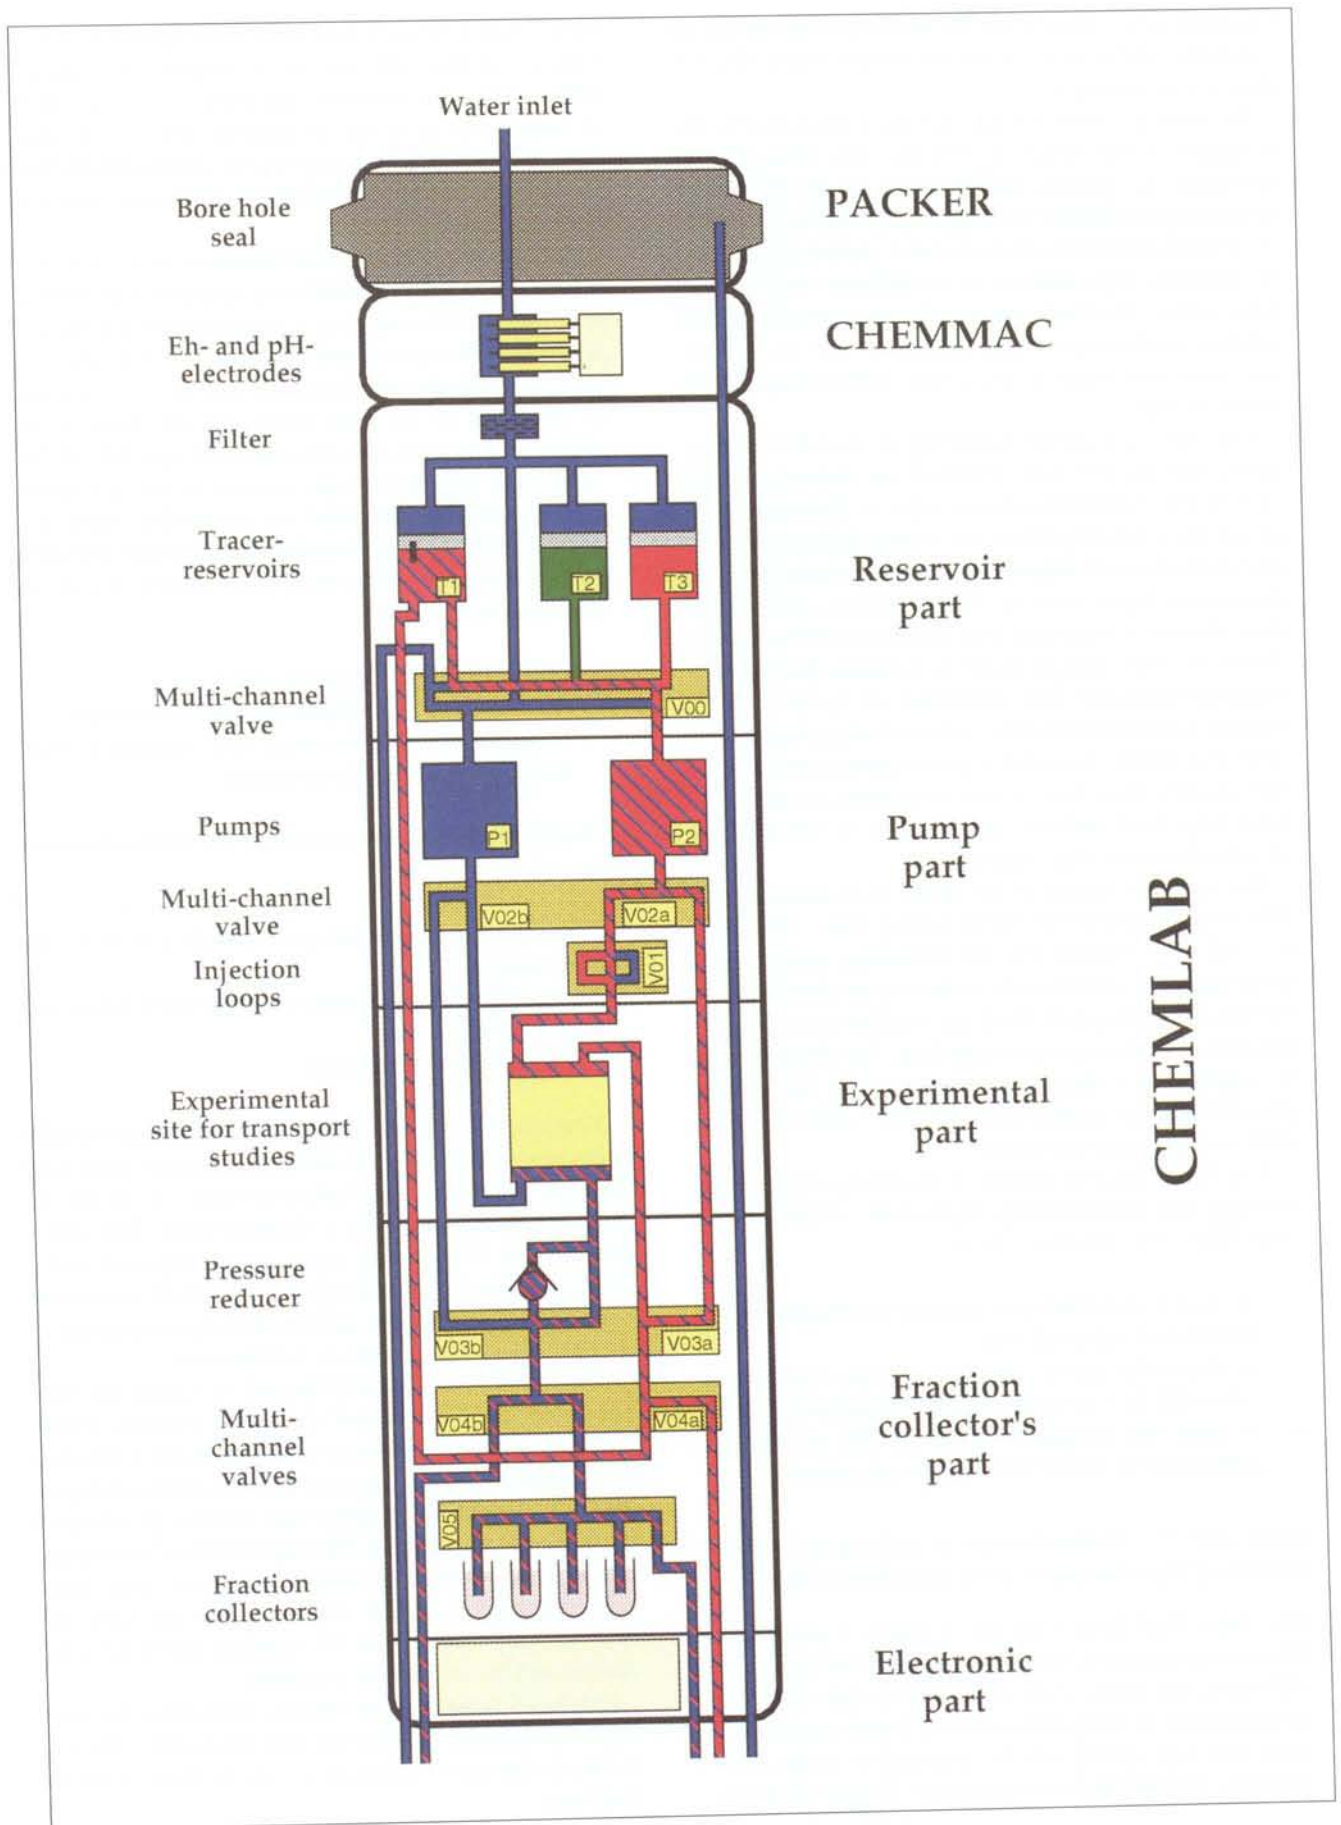 Water inlet
Bore hole
seal
PACKER
Eh- and pH-
electrodes
CHEMMAC
Filter
Tracer-
reservoirs
T1
T2
T3
Reservoir
part
Multi-channel
valve
V00
Pumps
P1
P2
Pump
part
Multi-channel
valve
V02b
V02a
Injection
loops
V01
CHEMLAB
Experimental
site for transport
studies
Experimental
part
Pressure
reducer
V03b
V03a
Multi-
channel
valves
V04b
V04a
Fraction
collector's
part
V05
Fraction
collectors
Electronic
part